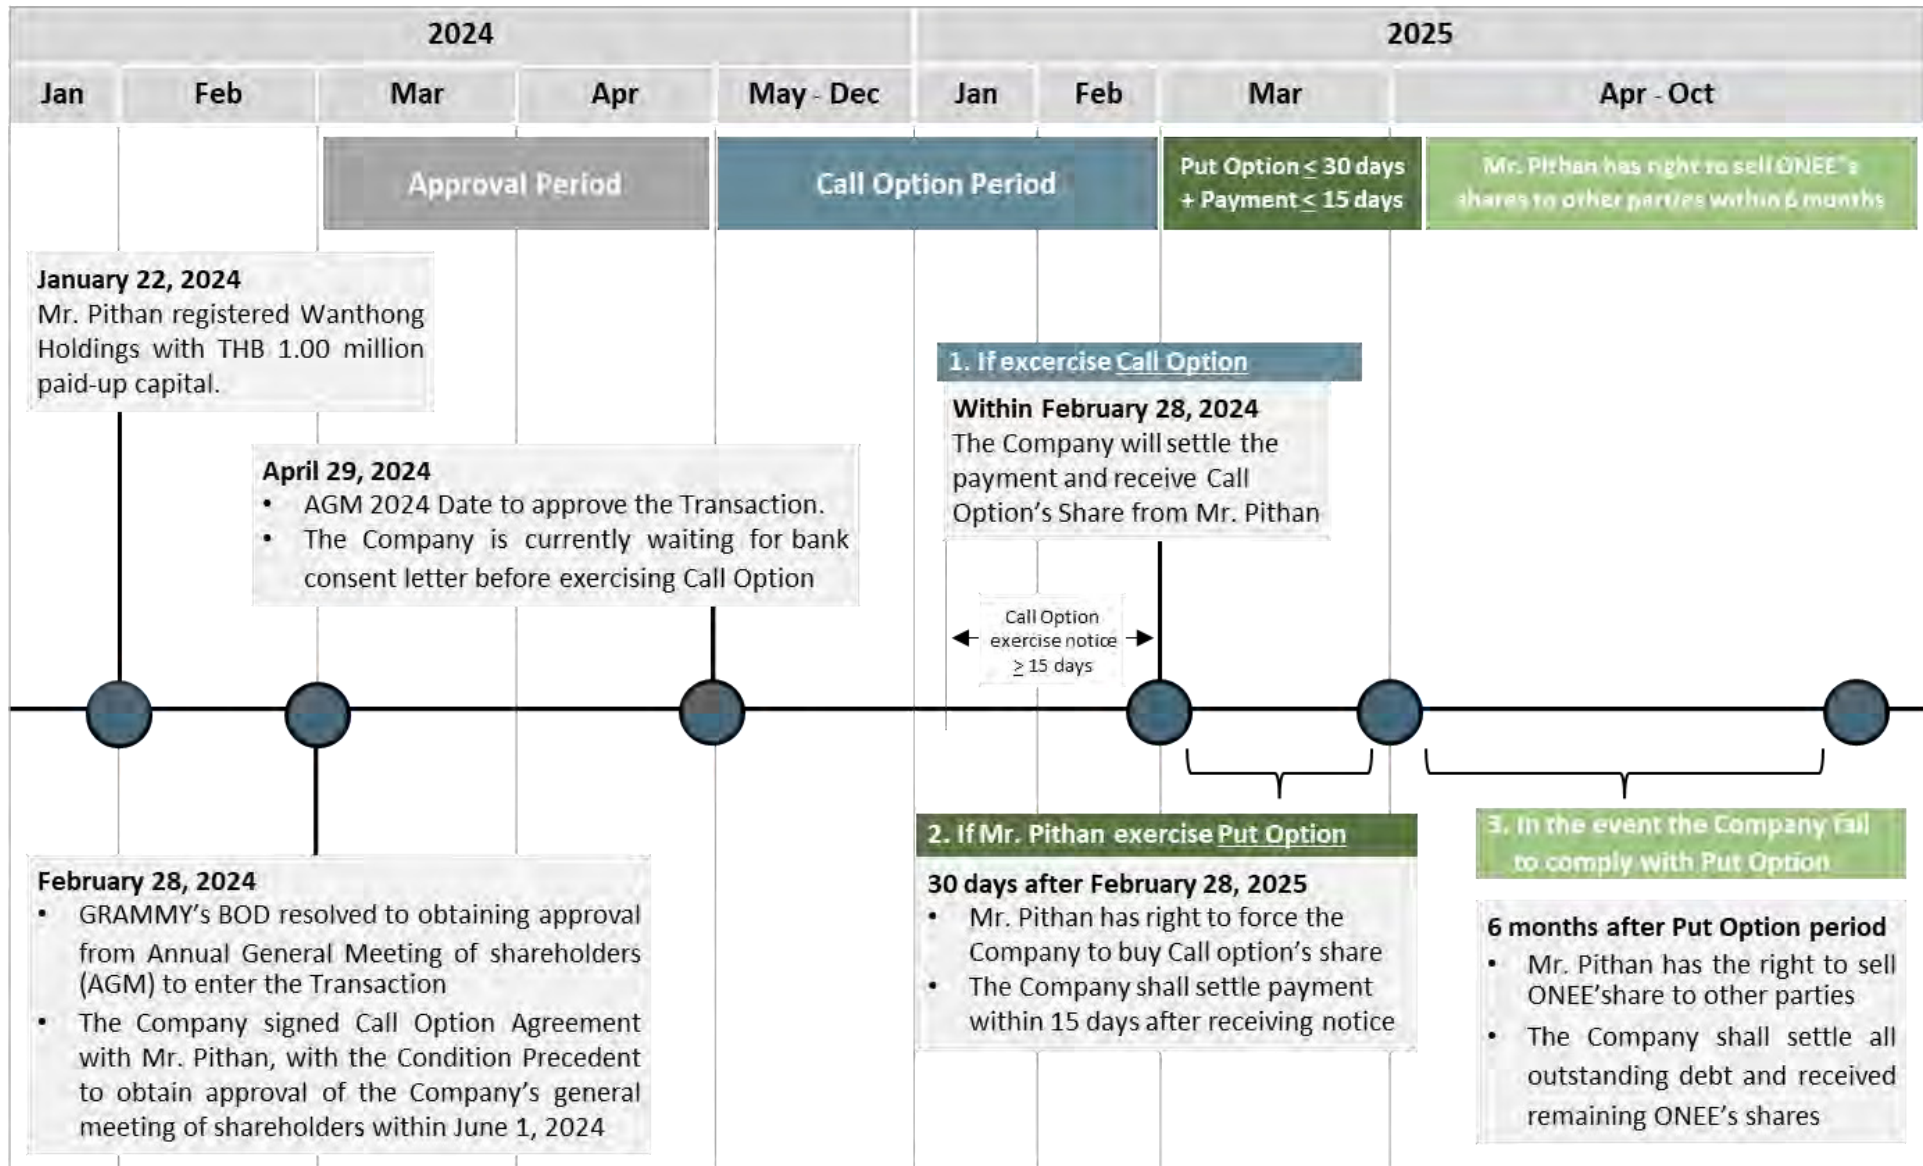 2024
2025
Jan
Feb
Mar
Apr
May - Dec
Jan
Feb
Mar
Apr - Oct
Approval Period
Call Option Period
Put Option ≤ 30 days
+ Payment ≤ 15 days
Mr. Pithan has right to sell ONEE's
shares to other parties within 6 months
January 22, 2024
Mr. Pithan registered Wanthong
Holdings with THB 1.00 million
paid-up capital.
April 29, 2024
• AGM 2024 Date to approve the Transaction.
• The Company is currently waiting for bank
consent letter before exercising Call Option
1. If excercise Call Option
Within February 28, 2024
The Company will settle the
payment and receive Call
Option's Share from Mr. Pithan
Call Option
exercise notice
≥ 15 days
February 28, 2024
• GRAMMY's BOD resolved to obtaining approval
from Annual General Meeting of shareholders
(AGM) to enter the Transaction
• The Company signed Call Option Agreement
with Mr. Pithan, with the Condition Precedent
to obtain approval of the Company's general
meeting of shareholders within June 1, 2024
2. If Mr. Pithan exercise Put Option
30 days after February 28, 2025
• Mr. Pithan has right to force the
Company to buy Call option's share
• The Company shall settle payment
within 15 days after receiving notice
3. In the event the Company fail
to comply with Put Option
6 months after Put Option period
• Mr. Pithan has the right to sell
ONEE'share to other parties
• The Company shall settle all
outstanding debt and received
remaining ONEE's shares